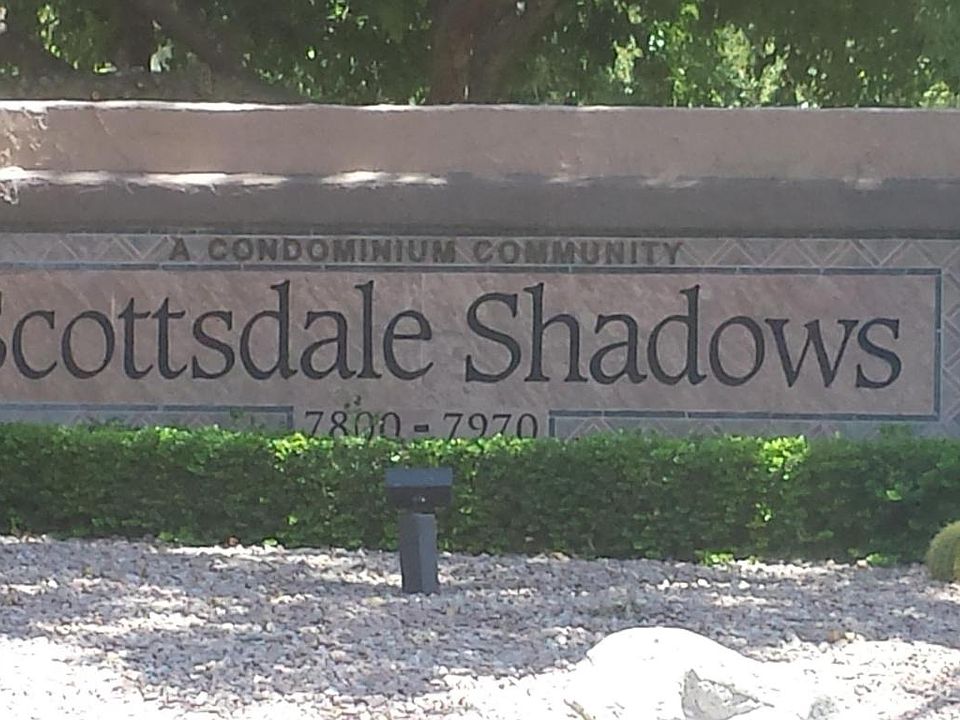 A CONDOMINIUM COMMUNITY
Scottsdale Shadows
7800 - 7970